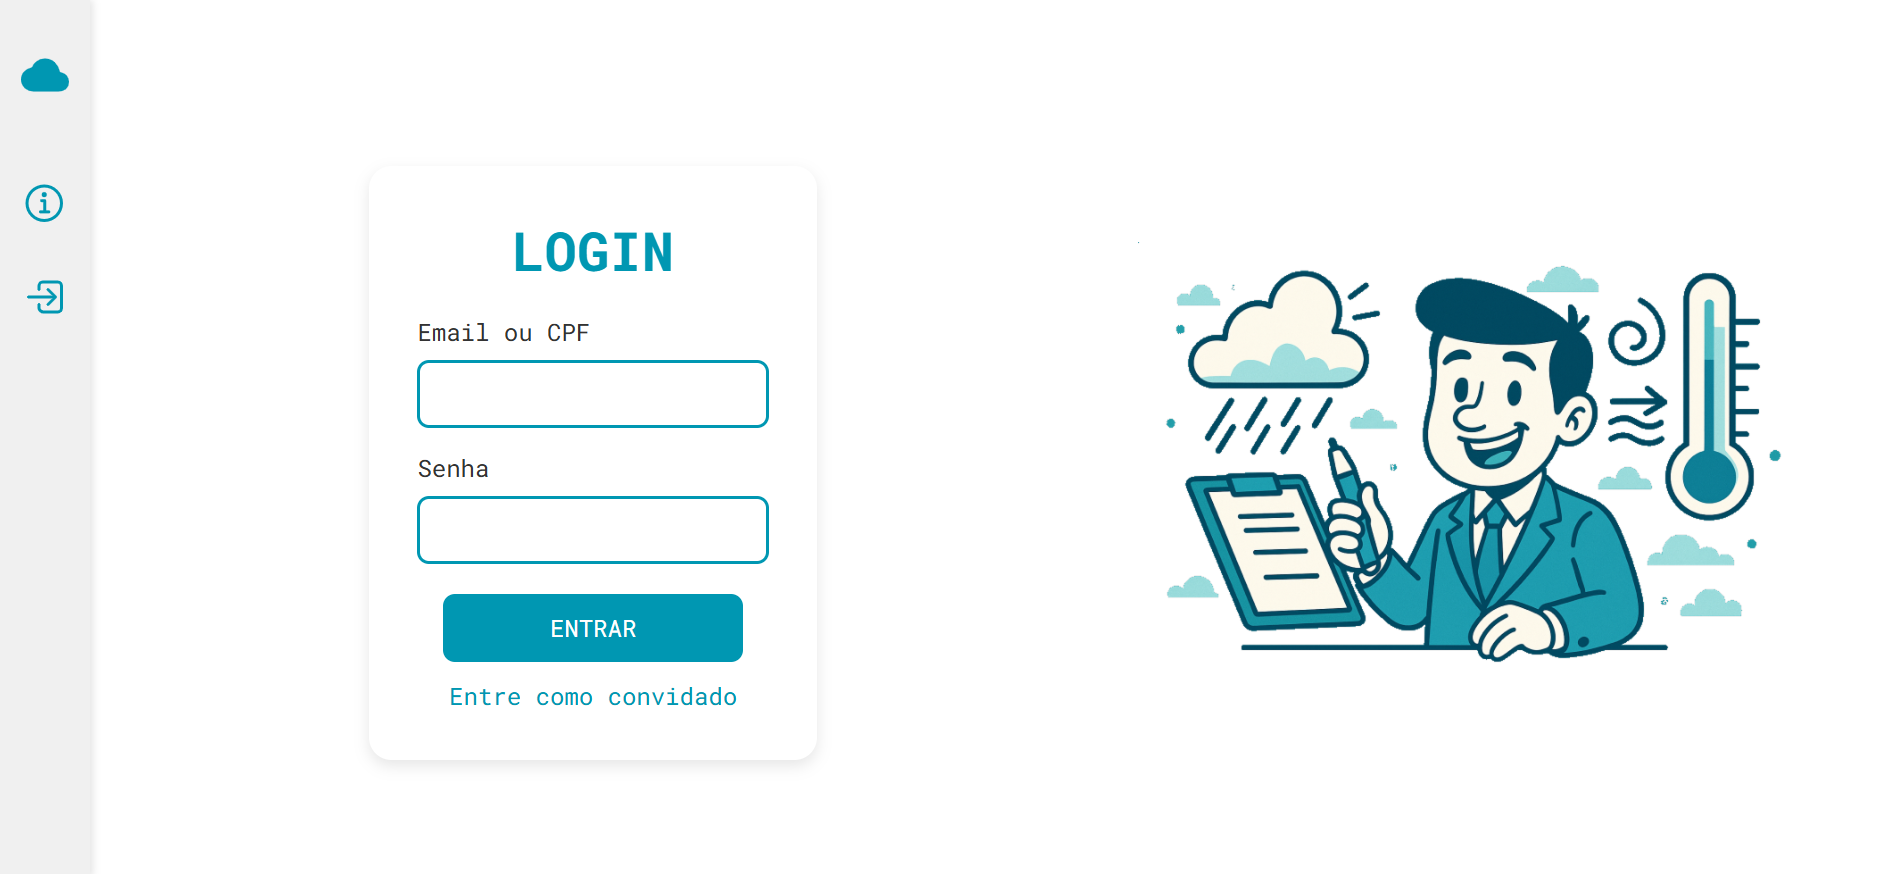 LOGIN
Email ou CPF
Senha
ENTRAR
Entre como convidado